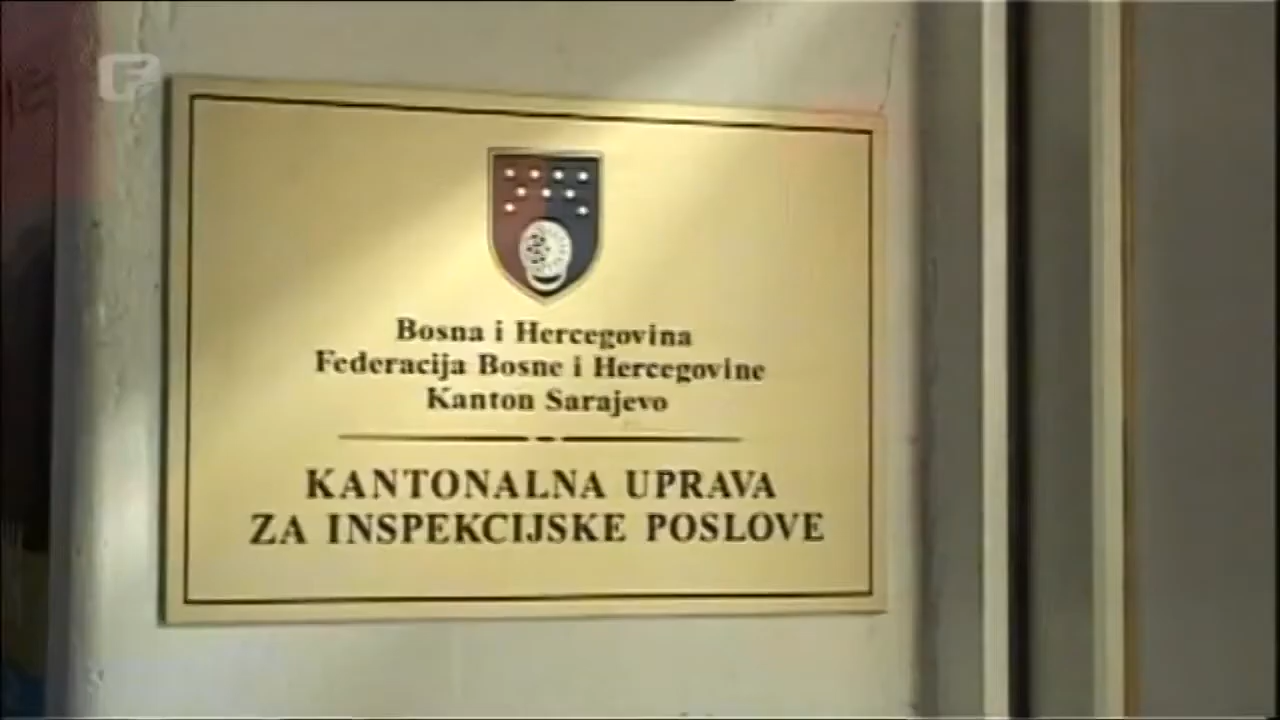 Bosna i Hercegovina
Federacija Bosne i Hercegovine
Kanton Sarajevo
KANTONALNA UPRAVA
ZA INSPEKCIJSKE POSLOVE